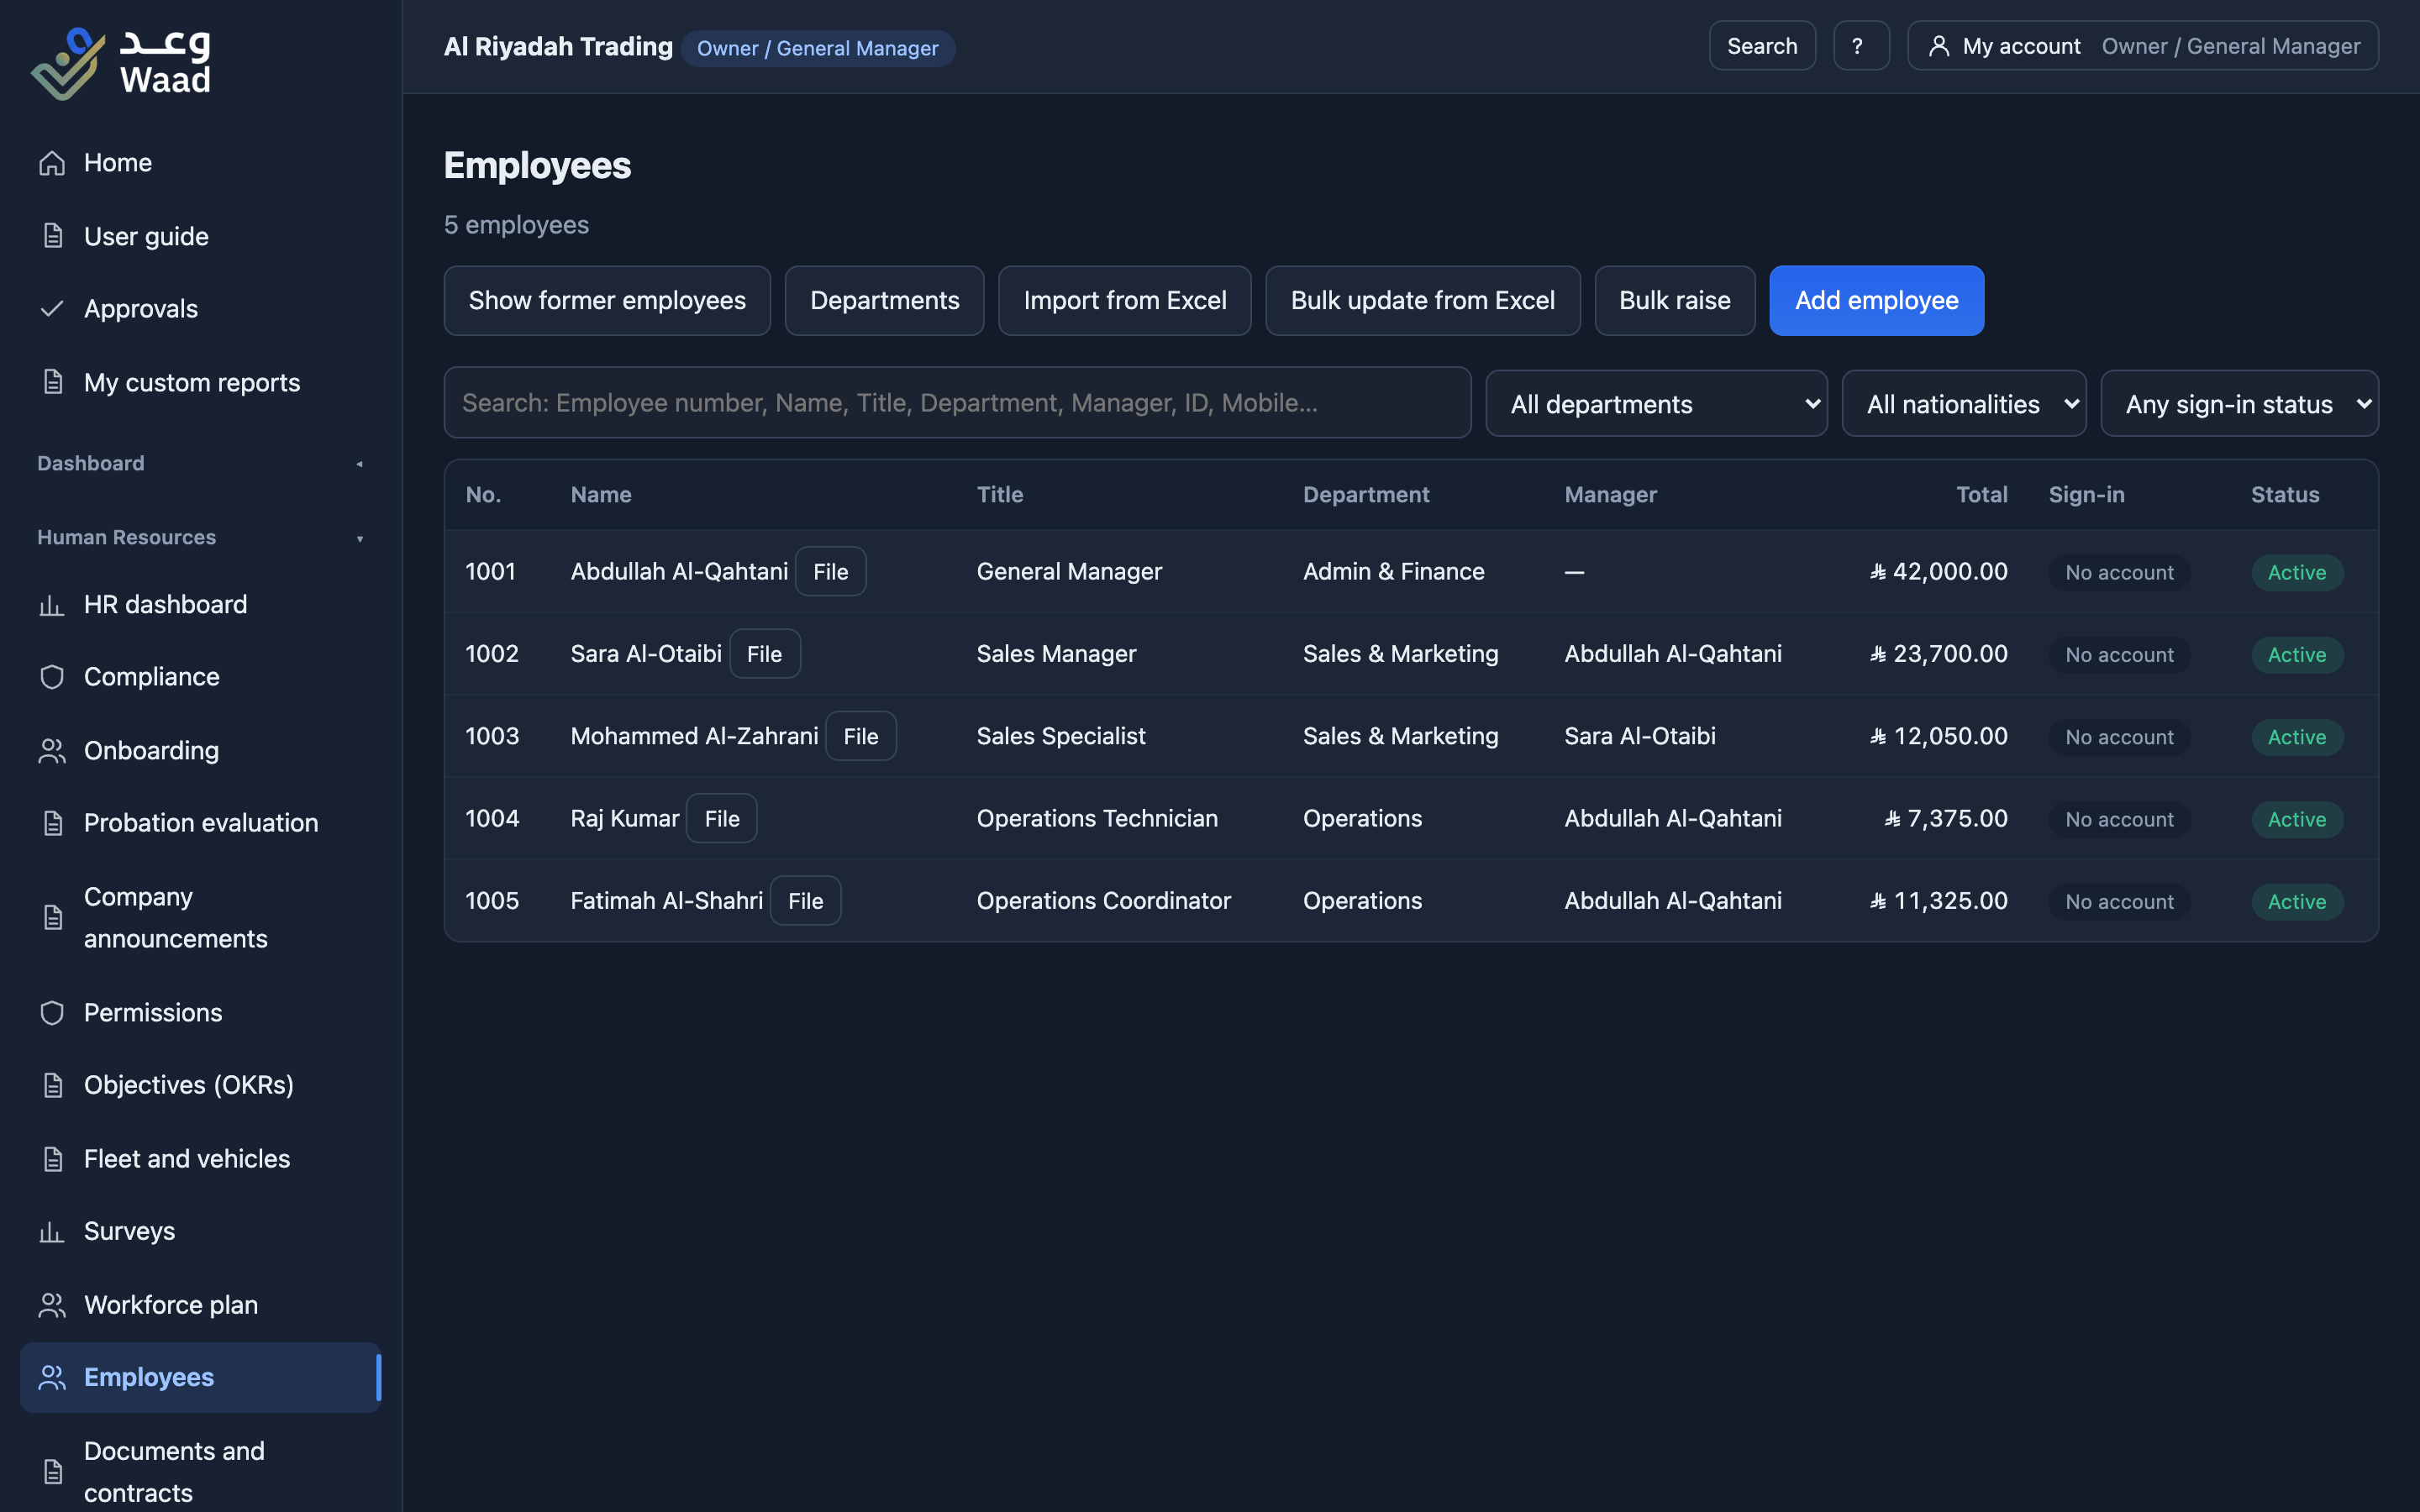 وعد
Waad
Home
User guide
Approvals
My custom reports
Dashboard
Human Resources
HR dashboard
Compliance
Onboarding
Probation evaluation
Company
announcements
Permissions
Objectives (OKRs)
Fleet and vehicles
Surveys
Workforce plan
Employees
Documents and
contracts
Al Riyadah Trading Owner / General Manager Search ? My account Owner / General Manager
Employees
5 employees
Show former employees Departments Import from Excel Bulk update from Excel Bulk raise Add employee
Search: Employee number, Name, Title, Department, Manager, ID, Mobile... All departments All nationalities Any sign-in status
No. Name Title Department Manager Total Sign-in Status
1001 Abdullah Al-Qahtani File General Manager Admin & Finance — ⃁ 42,000.00 No account Active
1002 Sara Al-Otaibi File Sales Manager Sales & Marketing Abdullah Al-Qahtani ⃁ 23,700.00 No account Active
1003 Mohammed Al-Zahrani File Sales Specialist Sales & Marketing Sara Al-Otaibi ⃁ 12,050.00 No account Active
1004 Raj Kumar File Operations Technician Operations Abdullah Al-Qahtani ⃁ 7,375.00 No account Active
1005 Fatimah Al-Shahri File Operations Coordinator Operations Abdullah Al-Qahtani ⃁ 11,325.00 No account Active